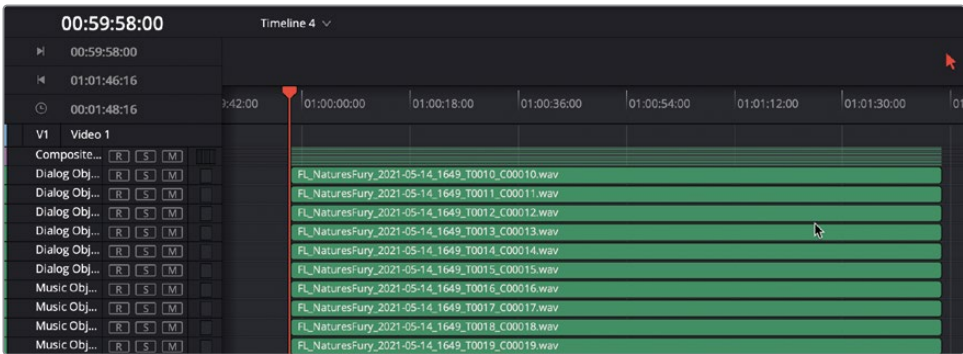 00:59:58:00 Timeline 4
00:59:58:00
01:01:46:16
00:01:48:16
9:42:00 01:00:00:00 01:00:18:00 01:00:36:00 01:00:54:00 01:01:12:00 01:01:30:00 01
V1 Video 1
Composite... R S M
Dialog Obj... R S M FL_NaturesFury_2021-05-14_1649_T0010_C00010.wav
Dialog Obj... R S M FL_NaturesFury_2021-05-14_1649_T0011_C00011.wav
Dialog Obj... R S M FL_NaturesFury_2021-05-14_1649_T0012_C00012.wav
Dialog Obj... R S M FL_NaturesFury_2021-05-14_1649_T0013_C00013.wav
Dialog Obj... R S M FL_NaturesFury_2021-05-14_1649_T0014_C00014.wav
Dialog Obj... R S M FL_NaturesFury_2021-05-14_1649_T0015_C00015.wav
Music Obj... R S M FL_NaturesFury_2021-05-14_1649_T0016_C00016.wav
Music Obj... R S M FL_NaturesFury_2021-05-14_1649_T0017_C00017.wav
Music Obj... R S M FL_NaturesFury_2021-05-14_1649_T0018_C00018.wav
Music Obj... R S M FL_NaturesFury_2021-05-14_1649_T0019_C00019.wav